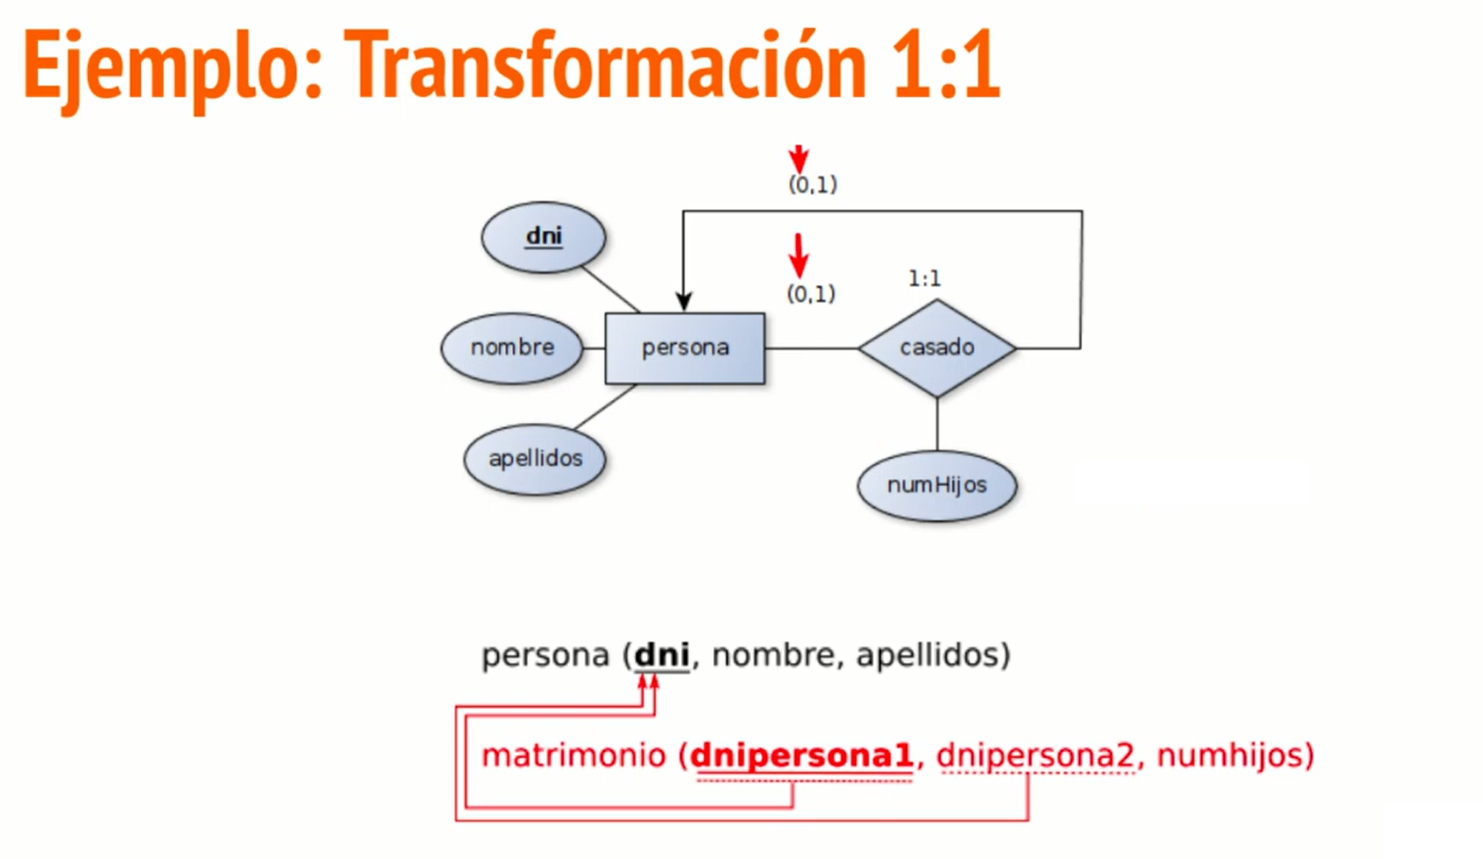 Ejemplo: Transformación 1:1
(0,1)
dni
(0,1)
1:1
nombre
persona
casado
apellidos
numHijos
persona (dni, nombre, apellidos)
matrimonio (dnipersona1, dnipersona2, numhijos)